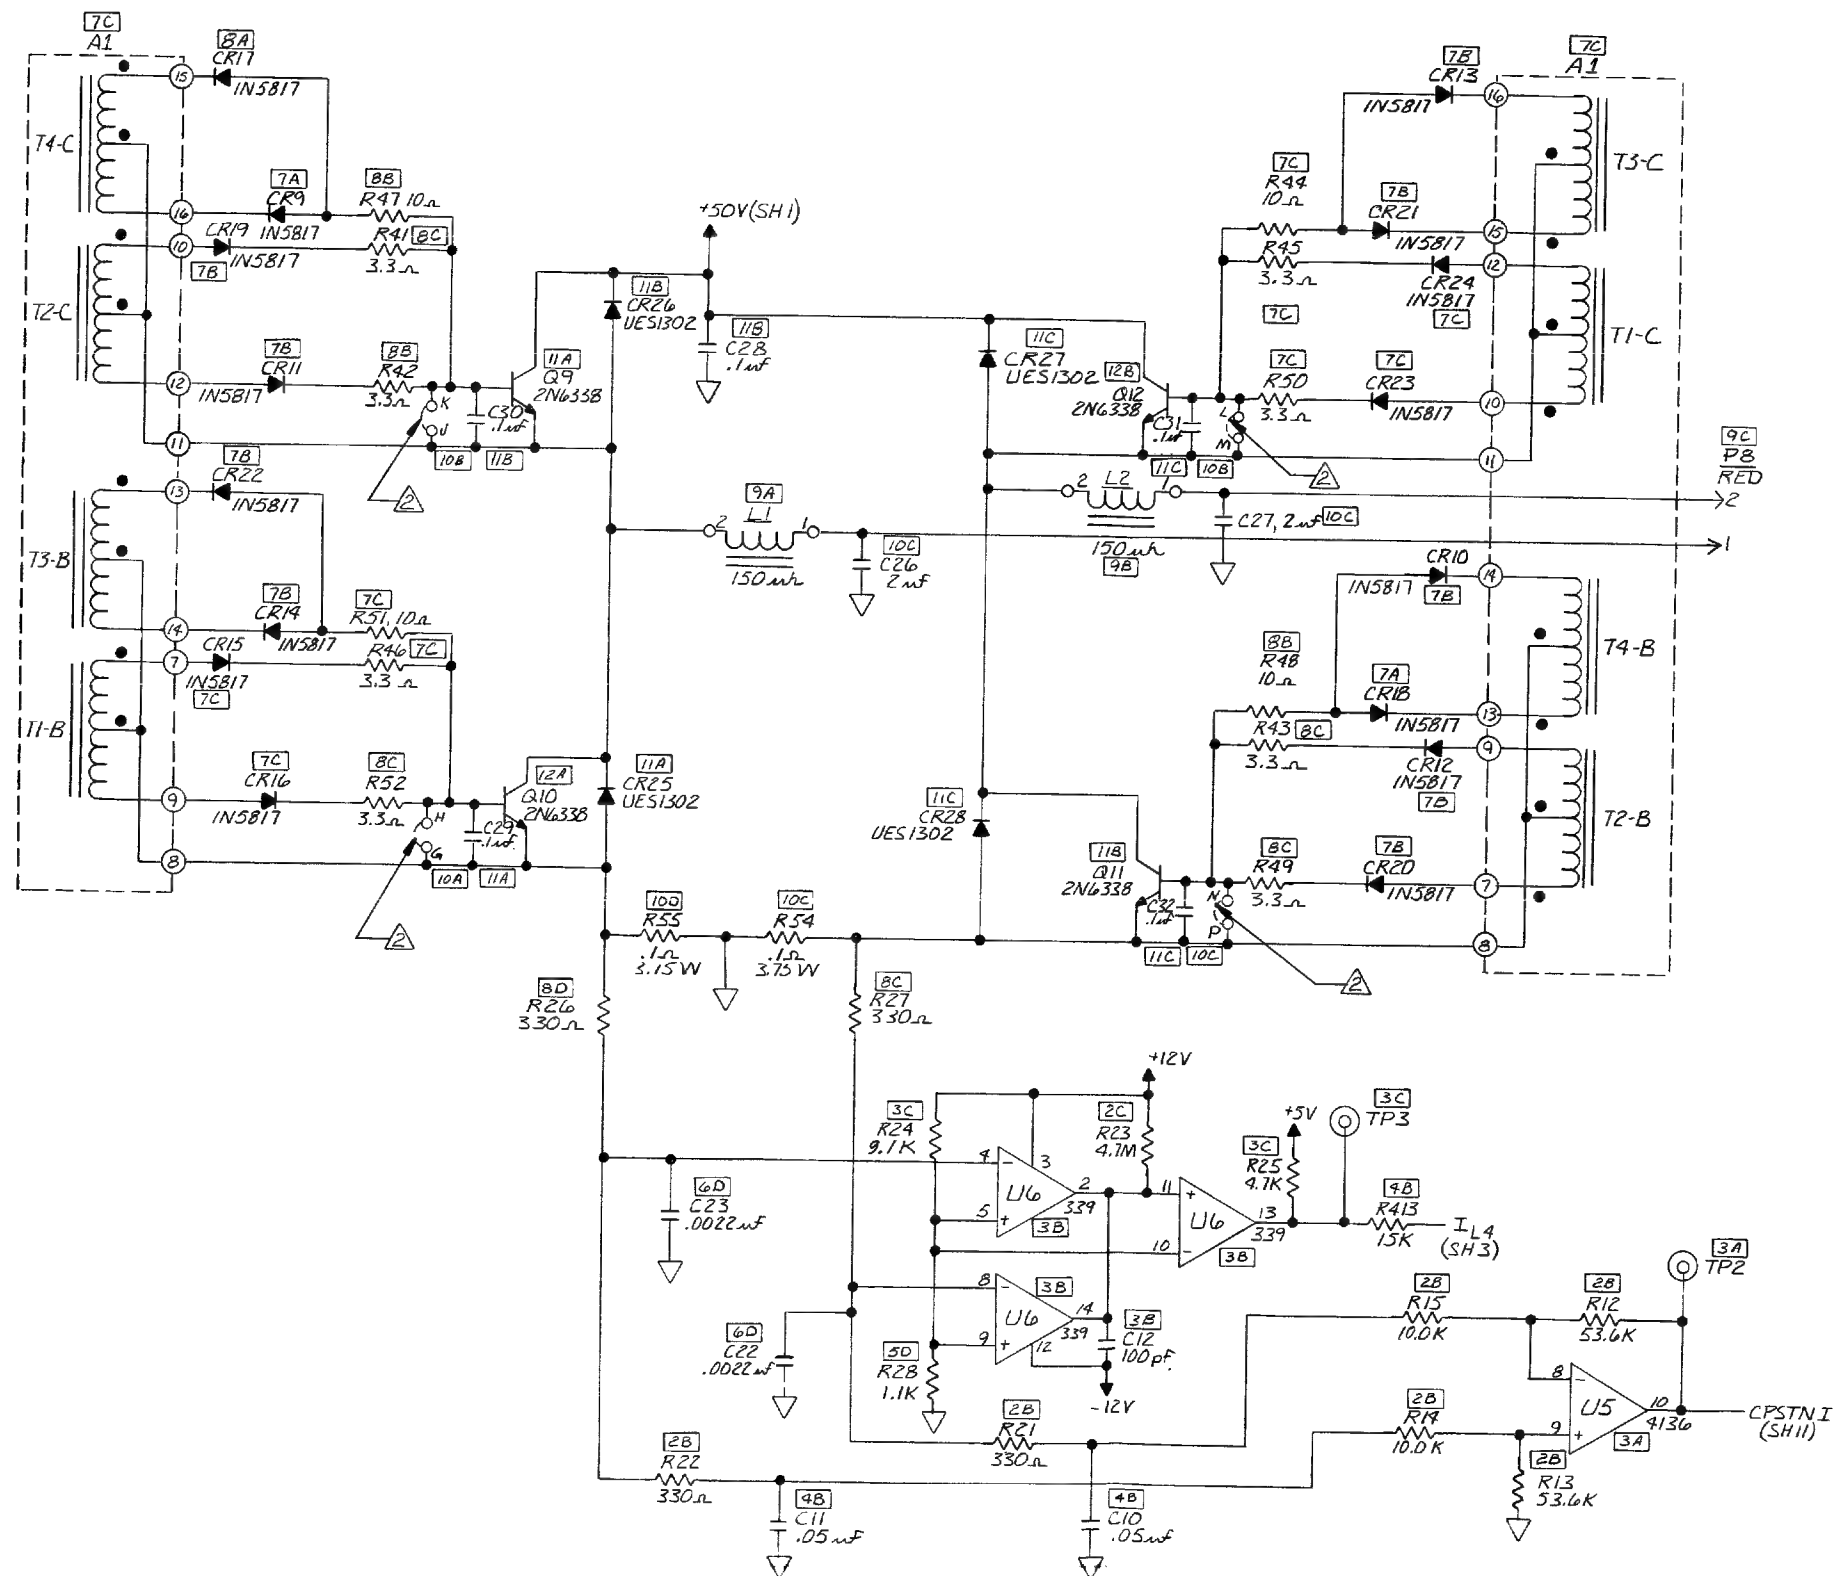 7C
A1
8A
CR17
1N5817
15
T4-C
7A
CR9
1N5817
8B
R47 10Ω
16
10
CR19
1N5817
7B
R41 8C
3.3Ω
T2-C
7B
CR11
1N5817
8B
R42
3.3Ω
12
11
K
J
C30
.1uf
10B
11B
11A
Q9
2N6338
2
+50V(SH1)
11B
CR26
UES1302
11B
C28
.1uf
7B
CR22
1N5817
13
T3-B
7B
CR14
1N5817
7C
R51, 10Ω
14
7
CR15
1N5817
7C
R46 7C
3.3Ω
T1-B
7C
CR16
1N5817
8C
R52
3.3Ω
9
8
H
G
C29
.1uf.
10A
11A
12A
Q10
2N6338
11A
CR25
UES1302
2
9A
L1
2
1
150uh
10C
C26
2uf
7C
A1
7B
CR13
1N5817
16
T3-C
7C
R44
10Ω
7B
CR21
1N5817
15
R45
3.3Ω
7C
CR24
1N5817
7C
12
T1-C
7C
R50
3.3Ω
7C
CR23
1N5817
10
11
11C
CR27
UES1302
12B
Q12
2N6338
C31
.1uf
L
M
11C
10B
2
L2
2
1
150uh
9B
C27, 2uf 10C
9C
P8
RED
2
1
CR10
1N5817
7B
14
T4-B
8B
R48
10Ω
7A
CR18
1N5817
13
R43 8C
3.3Ω
CR12
1N5817
7B
9
T2-B
8C
R49
3.3Ω
7B
CR20
1N5817
7
8
11C
CR28
UES1302
11B
Q11
2N6338
C32
.1uf
N
P
11C
10C
2
10D
R55
.1Ω
3.15W
10C
R54
.1Ω
3.75W
8D
R26
330Ω
8C
R27
330Ω
+12V
3C
R24
9.1K
2C
R23
4.7M
4
-
3
U6
5
+
2
339
3B
11
+
U6
10
-
13
339
3B
+5V
3C
R25
4.7K
3C
TP3
4B
R413
15K
IL4
(SH3)
6D
C23
.0022uf
8
-
3B
U6
14
339
9
+
12
3B
C12
100pf.
-12V
6D
C22
.0022uf
5D
R28
1.1K
2B
R21
330Ω
2B
R22
330Ω
4B
C11
.05uf
4B
C10
.05uf
2B
R15
10.0K
2B
R12
53.6K
3A
TP2
2B
R14
10.0K
8
-
U5
9
+
10
4136
3A
2B
R13
53.6K
CPSTN I
(SH11)